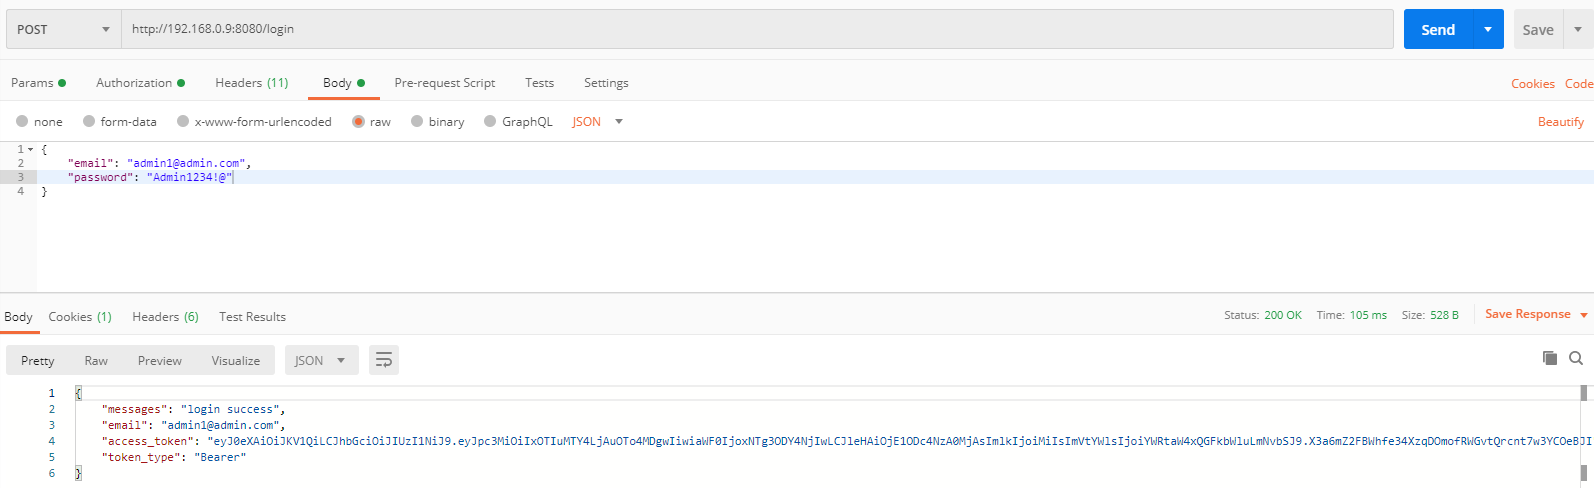 POST http://192.168.0.9:8080/login Send Save
Params Authorization Headers (11) Body Pre-request Script Tests Settings Cookies Code
none form-data x-www-form-urlencoded raw binary GraphQL JSON Beautify
1 {
2 "email": "admin1@admin.com",
3 "password": "Admin1234!@"
4 }
Body Cookies (1) Headers (6) Test Results Status: 200 OK Time: 105 ms Size: 528 B Save Response
Pretty Raw Preview Visualize JSON
1 {
2 "messages": "login success",
3 "email": "admin1@admin.com",
4 "access_token": "eyJ0eXAiOiJKV1QiLCJhbGciOiJIUzI1NiJ9.eyJpc3MiOiIxOTIuMTY4LjAuOTo4MDgwIiwiaWF0IjoxNTg3ODY4NjIwLCJleHAiOjE1ODc4NzA0MjAsImlkIjoiMiIsImVtYWlsIjoiYWRtaW4xQGFkbWluLmNvbSJ9.X3a6mZ2FBWhfe34XzqDOmofRWGvtQrcnt7w3YCOeBJI
5 "token_type": "Bearer"
6 }